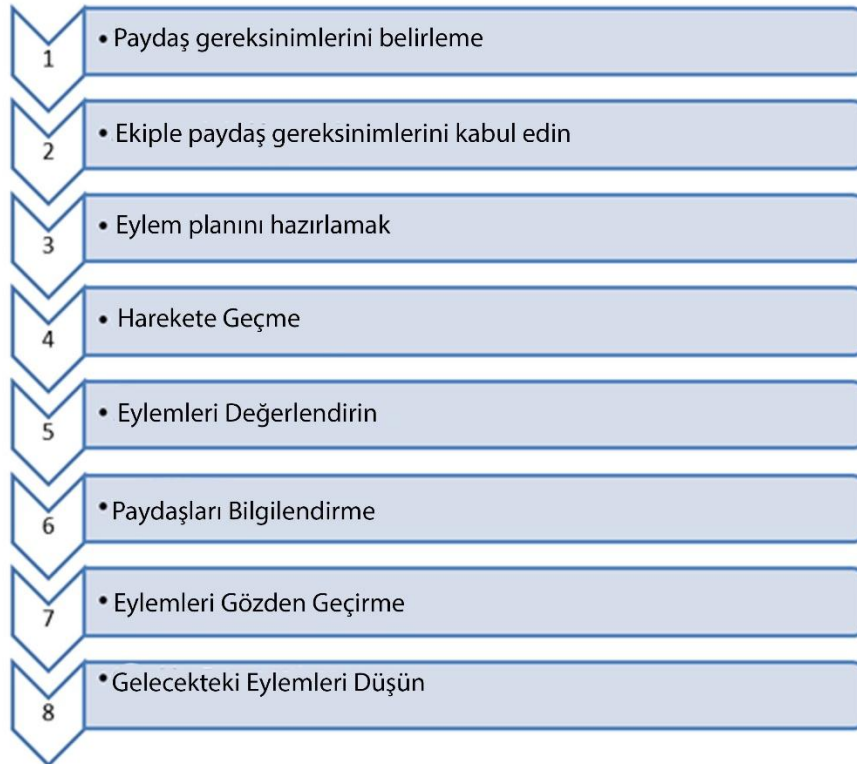 1
• Paydaş gereksinimlerini belirleme
2
• Ekiple paydaş gereksinimlerini kabul edin
3
• Eylem planını hazırlamak
4
• Harekete Geçme
5
• Eylemleri Değerlendirin
6
• Paydaşları Bilgilendirme
7
• Eylemleri Gözden Geçirme
8
• Gelecekteki Eylemleri Düşün